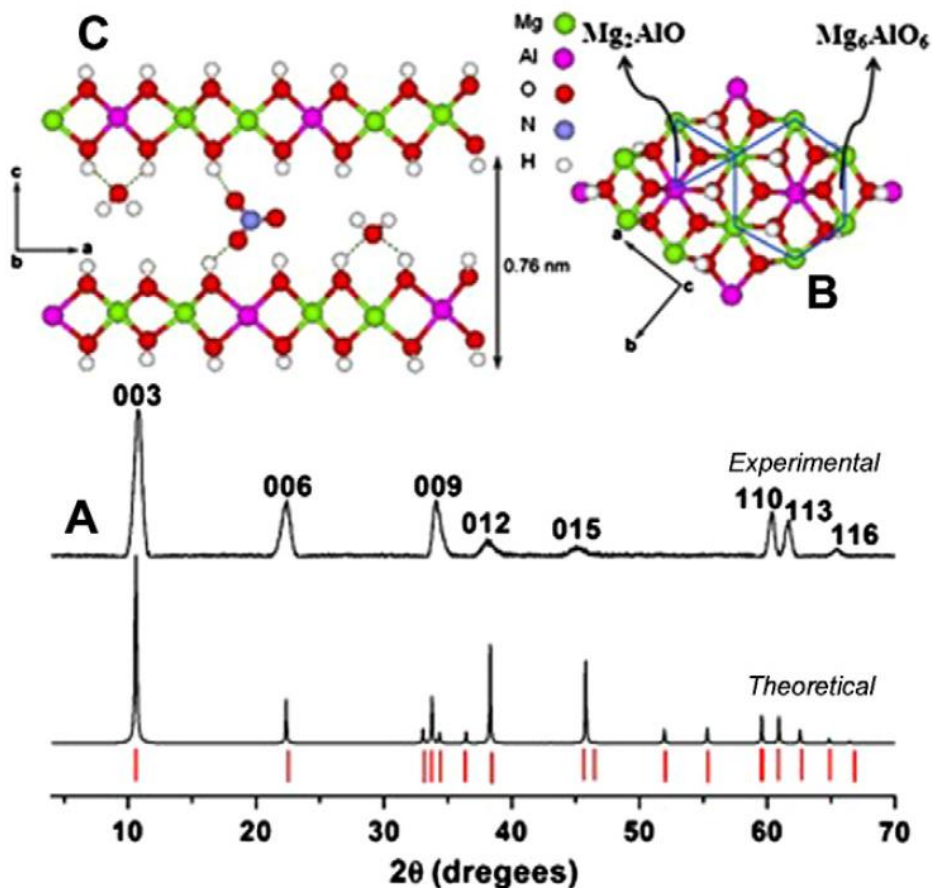 C
Mg
Al
O
N
H
Mg₂AlO
Mg₆AlO₆
c
b
a
0.76 nm
a
c
b
B
A
003
006
009
012
015
110
113
116
Experimental
Theoretical
10 20 30 40 50 60 70
2θ (dregees)